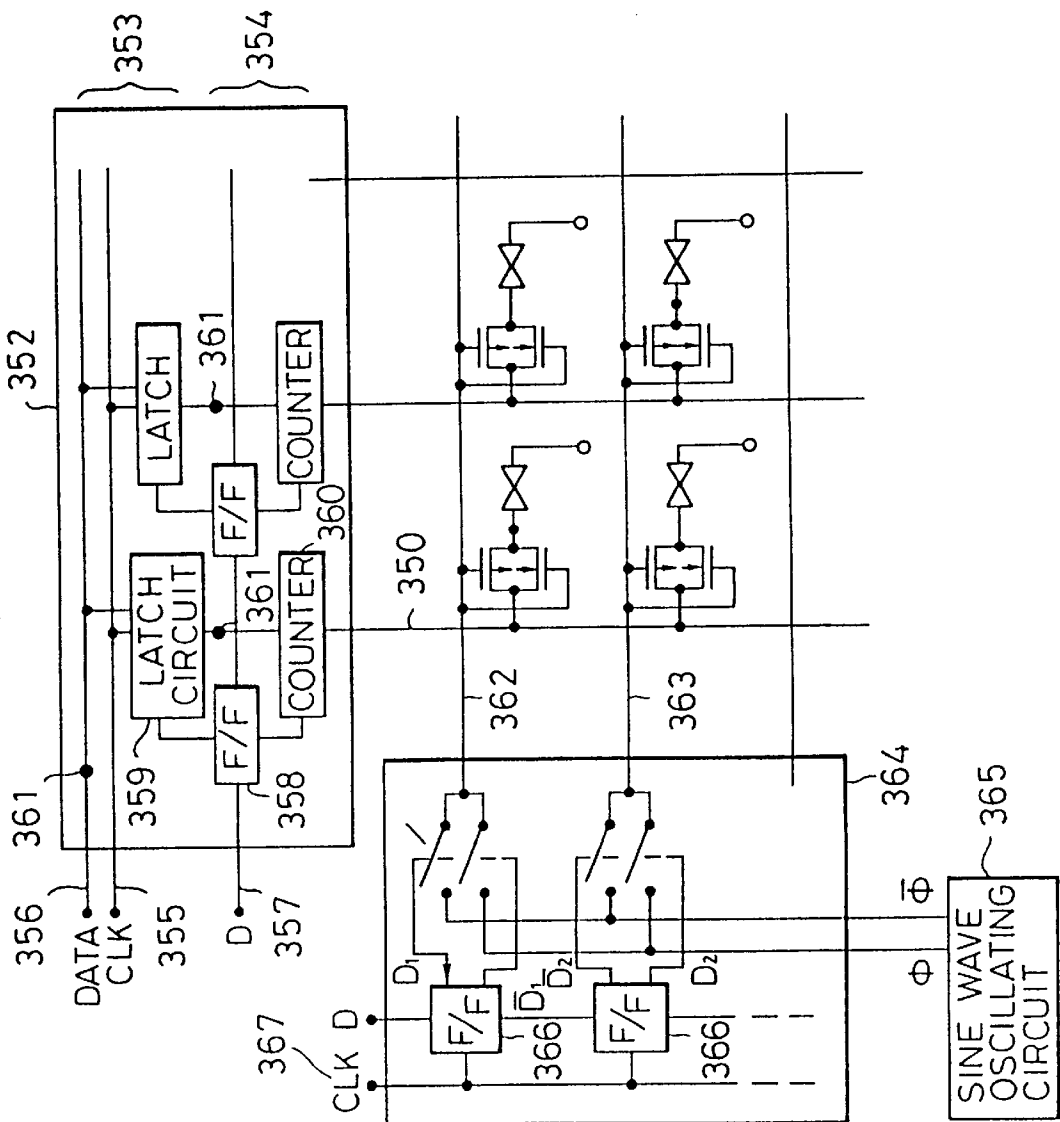 352
353
354
361
356
DATA
CLK
355
359
LATCH
CIRCUIT
LATCH
361
361
D
357
F/F
F/F
358
COUNTER
COUNTER
360
350
362
363
364
367
CLK
D
D₁
D̅₁
F/F
366
D̅₂
D₂
F/F
366
Φ
Φ̅
365
SINE WAVE
OSCILLATING
CIRCUIT